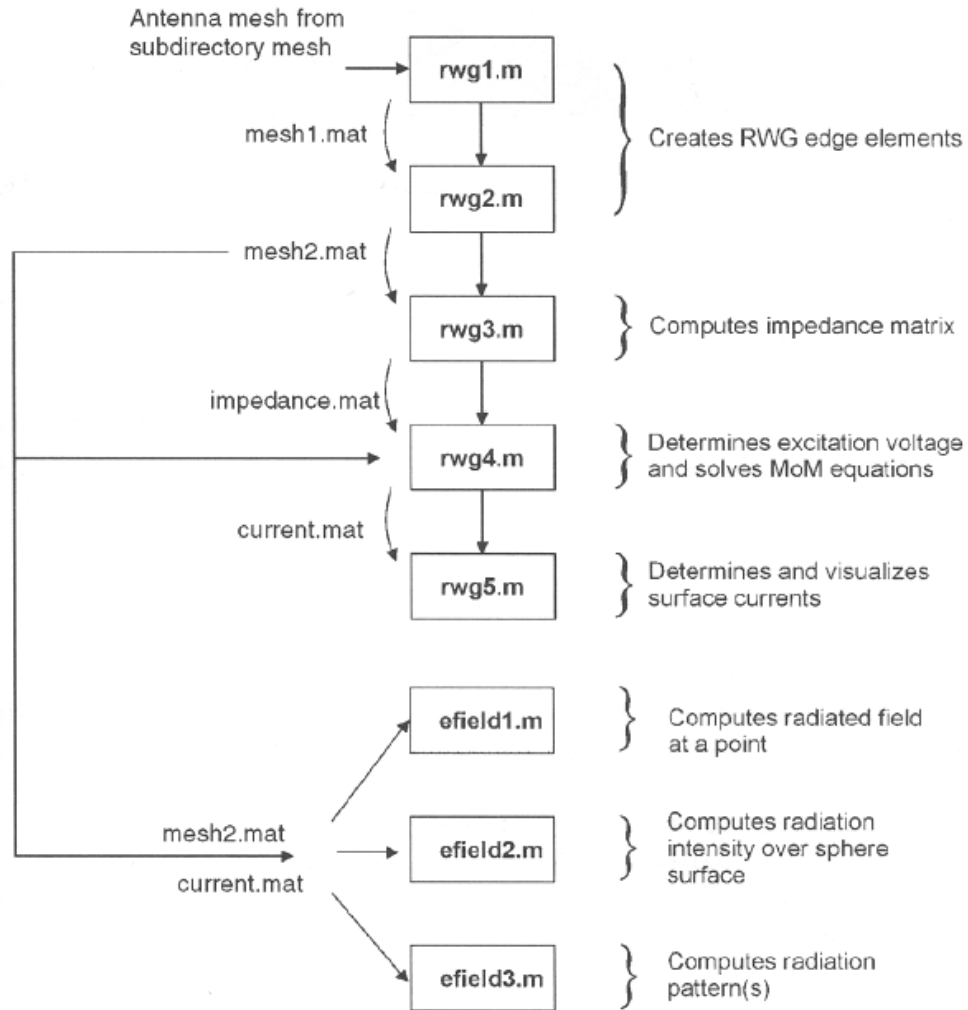 Antenna mesh from
subdirectory mesh
rwg1.m
mesh1.mat
Creates RWG edge elements
rwg2.m
mesh2.mat
rwg3.m
Computes impedance matrix
impedance.mat
rwg4.m
Determines excitation voltage
and solves MoM equations
current.mat
rwg5.m
Determines and visualizes
surface currents
efield1.m
Computes radiated field
at a point
mesh2.mat
current.mat
efield2.m
Computes radiation
intensity over sphere
surface
efield3.m
Computes radiation
pattern(s)